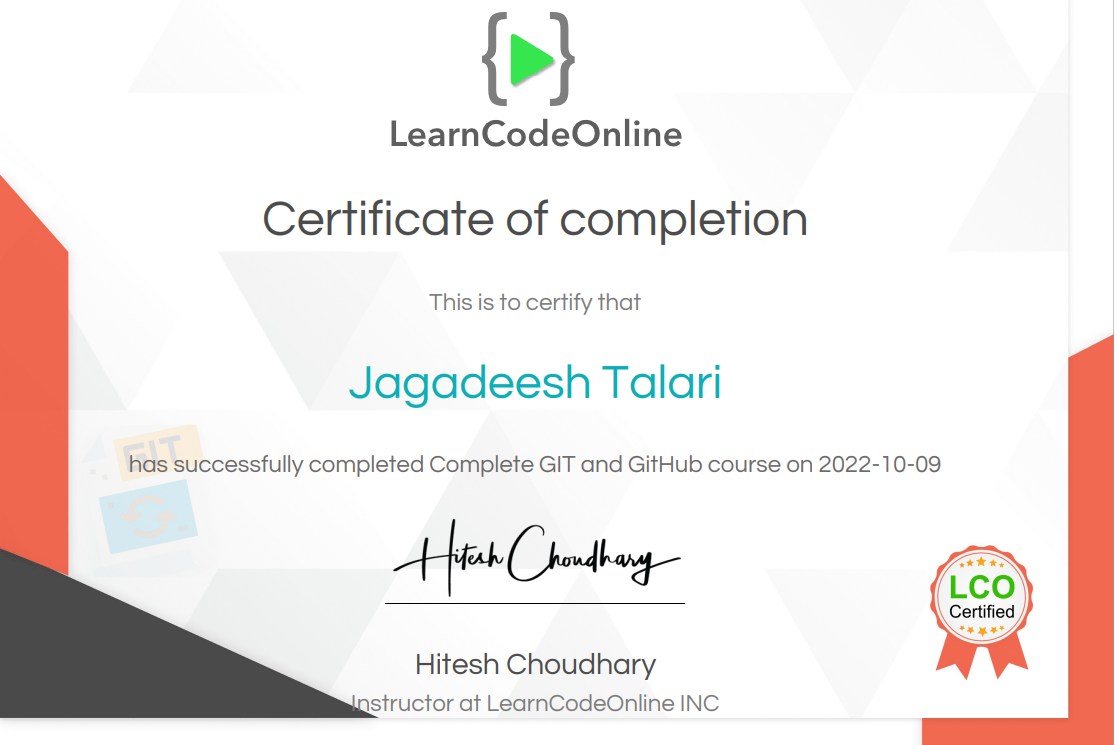 LearnCodeOnline
Certificate of completion
This is to certify that
Jagadeesh Talari
GIT
has successfully completed Complete GIT and GitHub course on 2022-10-09
Hitesh Choudhary
LCO
Certified
Hitesh Choudhary
Instructor at LearnCodeOnline INC